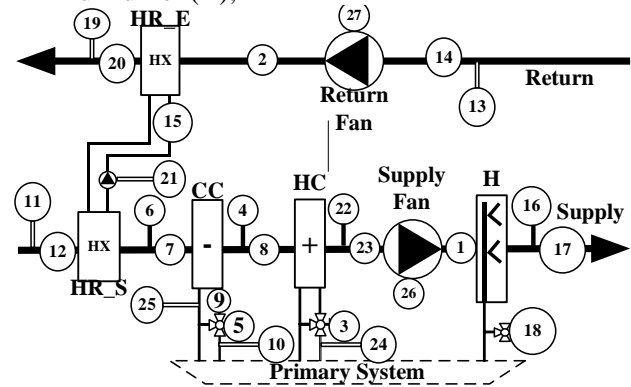 19
HR_E
27
HX
20
2
14
Return
Return
Fan
13
15
21
11
6
CC
4
HC
22
Supply
Fan
H
16
Supply
12
HX
7
-
8
+
23
1
17
HR_S
26
25
9
5
10
3
24
18
Primary System